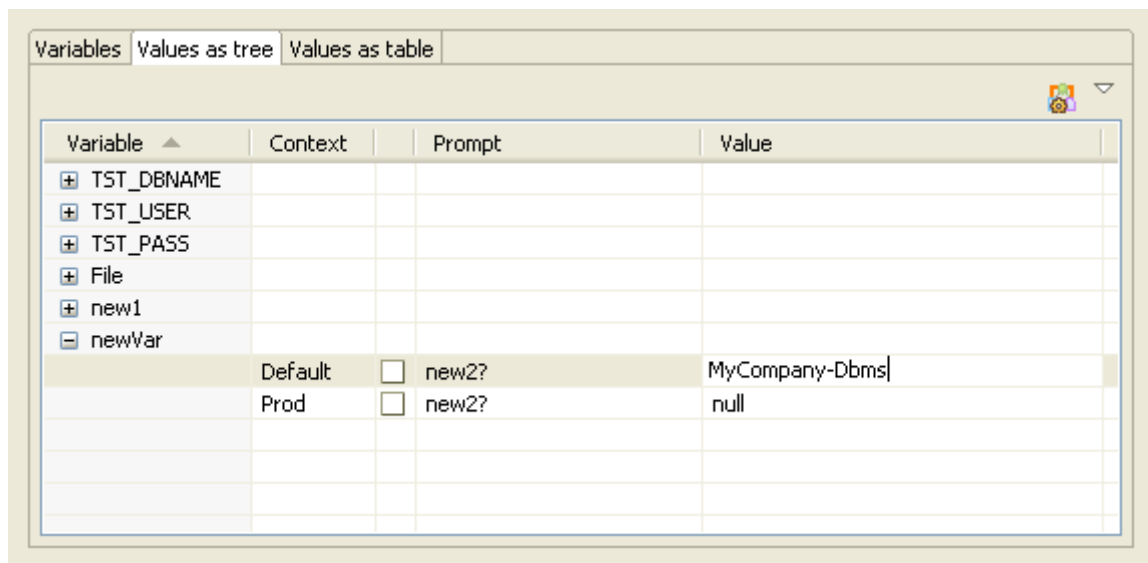 Variables Values as tree Values as table
Variable Context Prompt Value
TST_DBNAME
TST_USER
TST_PASS
File
new1
newVar
Default new2? MyCompany-Dbms
Prod new2? null